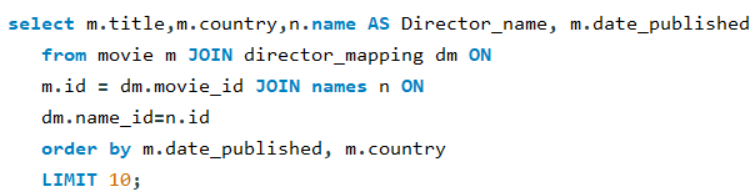 select m.title,m.country,n.name AS Director_name, m.date_published
from movie m JOIN director_mapping dm ON
m.id = dm.movie_id JOIN names n ON
dm.name_id=n.id
order by m.date_published, m.country
LIMIT 10;